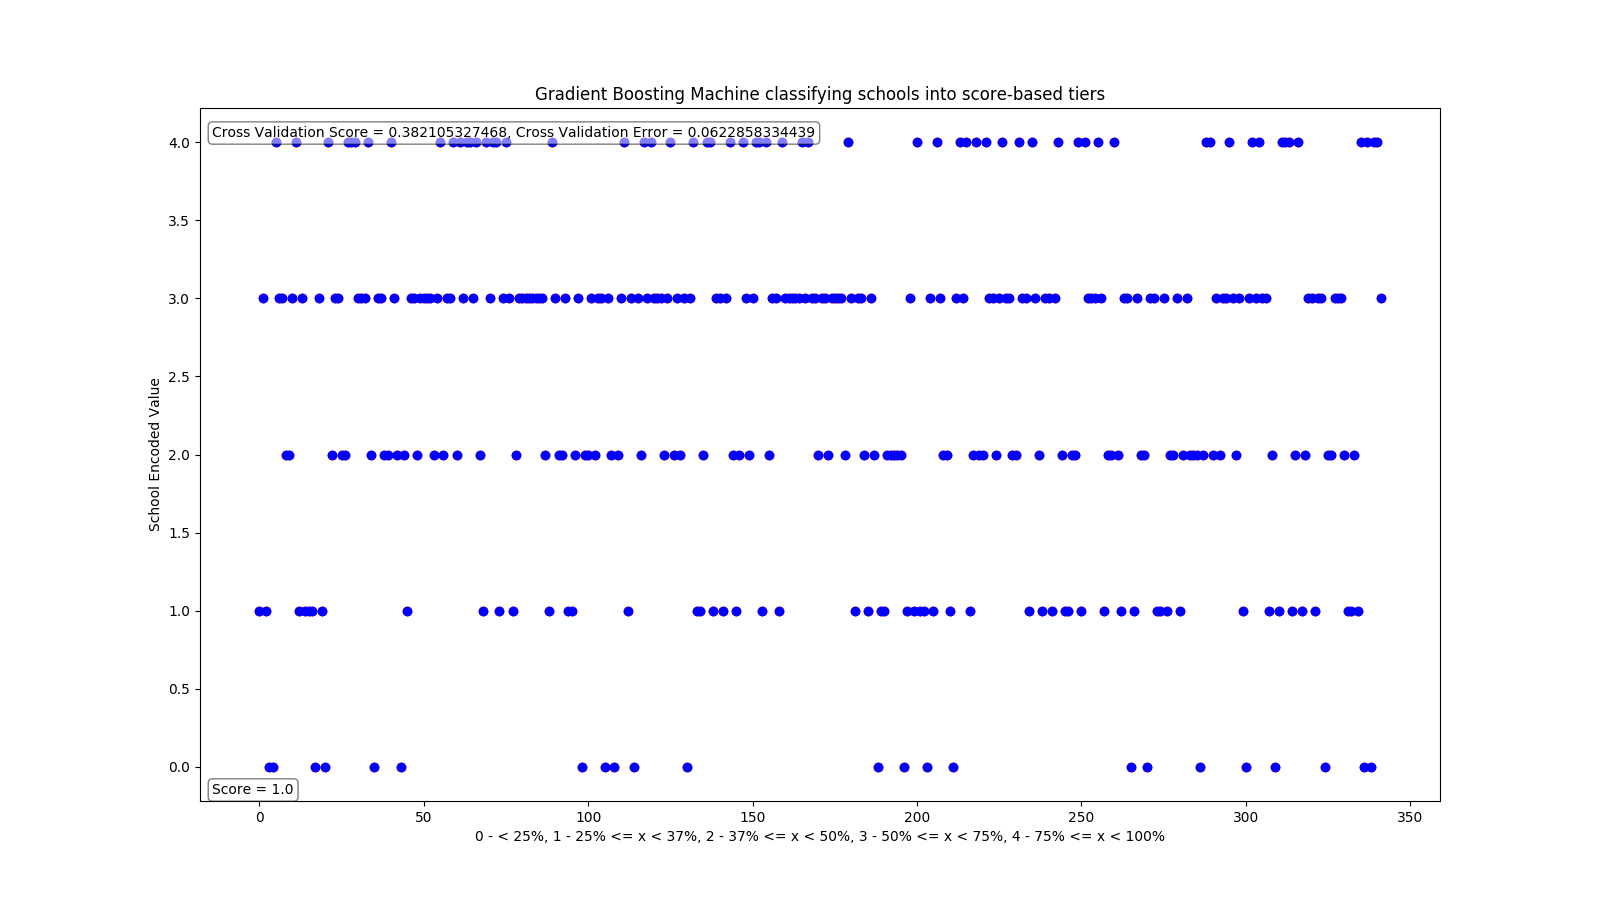 Gradient Boosting Machine classifying schools into score-based tiers
Cross Validation Score = 0.382105327468, Cross Validation Error = 0.0622858334439
4.0
3.5
3.0
2.5
2.0
1.5
1.0
0.5
0.0
School Encoded Value
Score = 1.0
0 50 100 150 200 250 300 350
0 - < 25%, 1 - 25% <= x < 37%, 2 - 37% <= x < 50%, 3 - 50% <= x < 75%, 4 - 75% <= x < 100%